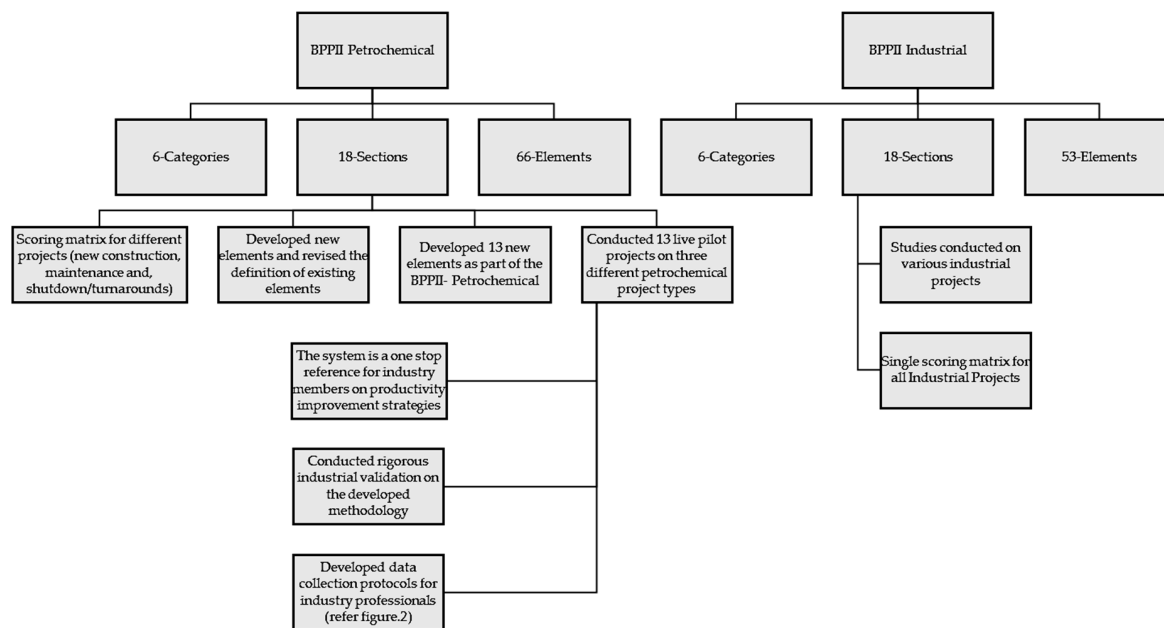 BPPII Petrochemical
BPPII Industrial
6-Categories
18-Sections
66-Elements
6-Categories
18-Sections
53-Elements
Scoring matrix for different
projects (new construction,
maintenance and,
shutdown/turnarounds)
Developed new
elements and revised the
definition of existing
elements
Developed 13 new
elements as part of the
BPPII- Petrochemical
Conducted 13 live pilot
projects on three
different petrochemical
project types
Studies conducted on
various industrial
projects
The system is a one stop
reference for industry
members on productivity
improvement strategies
Single scoring matrix for
all Industrial Projects
Conducted rigorous
industrial validation on
the developed
methodology
Developed data
collection protocols for
industry professionals
(refer figure.2)